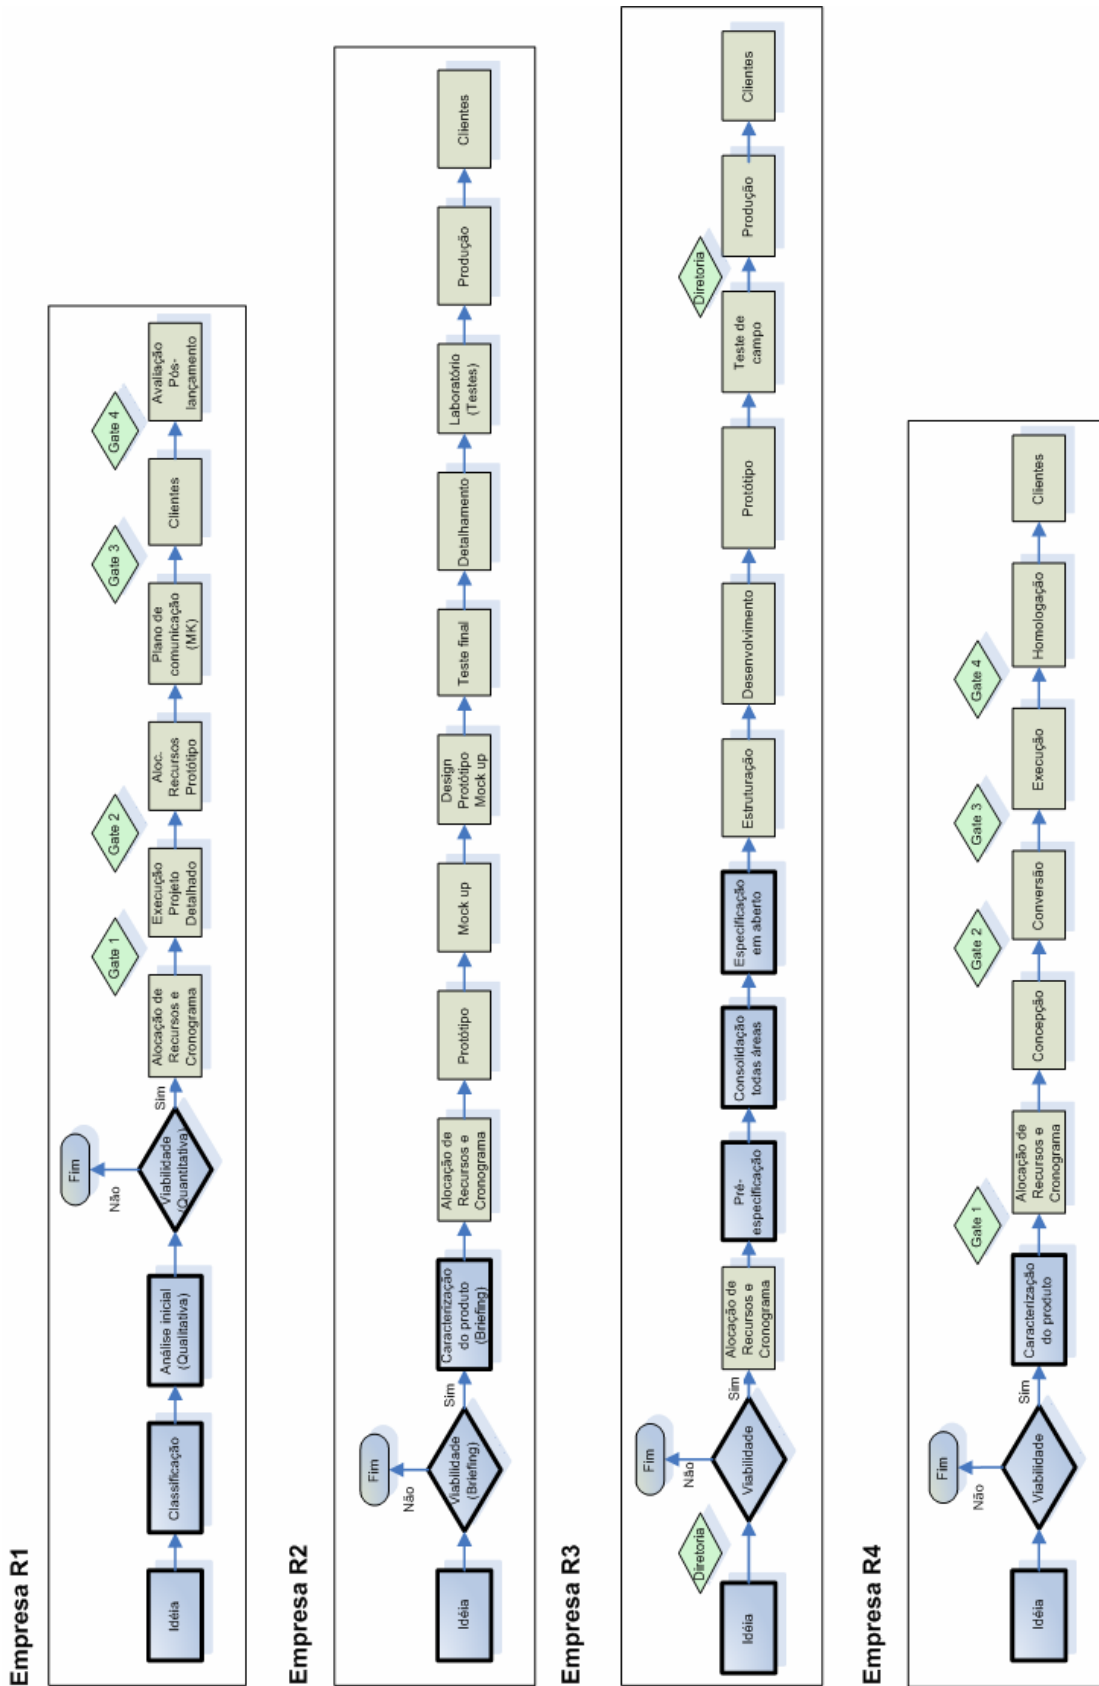 Empresa R1
Idéia
Classificação
Análise inicial
(Qualitativa)
Viabilidade
(Quantitativa)
Não
Fim
Sim
Alocação de
Recursos e
Cronograma
Gate 1
Execução
Projeto
Detalhado
Gate 2
Aloc.
Recursos
Protótipo
Plano de
comunicação
(MK)
Gate 3
Clientes
Gate 4
Avaliação
Pós-
lançamento
Empresa R2
Idéia
Viabilidade
(Briefing)
Não
Fim
Sim
Caracterização
do produto
(Briefing)
Alocação de
Recursos e
Cronograma
Protótipo
Mock up
Design
Protótipo
Mock up
Teste final
Detalhamento
Laboratório
(Testes)
Produção
Clientes
Empresa R3
Idéia
Diretoria
Viabilidade
Não
Fim
Sim
Alocação de
Recursos e
Cronograma
Pré-
especificação
Consolidação
todas áreas
Especificação
em aberto
Estruturação
Desenvolvimento
Protótipo
Teste de
campo
Diretoria
Produção
Clientes
Empresa R4
Idéia
Viabilidade
Não
Fim
Sim
Caracterização
do produto
Gate 1
Alocação de
Recursos e
Cronograma
Concepção
Gate 2
Conversão
Gate 3
Execução
Gate 4
Homologação
Clientes